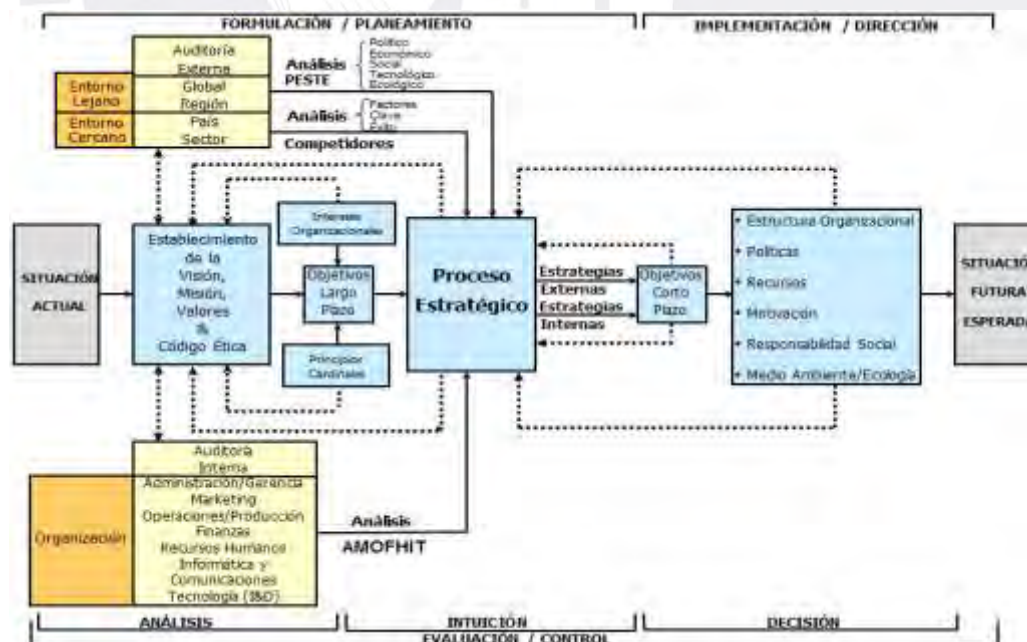 FORMULACIÓN / PLANEAMIENTO
IMPLEMENTACIÓN / DIRECCIÓN
Auditoría
Externa
Entorno
Lejano
Global
Región
Entorno
Cercano
País
Sector
Análisis
PESTE
Político
Económico
Social
Tecnológico
Ecológico
Análisis
Competidores
Factores
Clave
Éxito
SITUACIÓN
ACTUAL
Establecimiento
de la
Visión,
Misión,
Valores
&
Código Ética
Intereses
Organizacionales
Objetivos
Largo
Plazo
Principios
Cardinales
Proceso
Estratégico
Estrategias
Externas
Estrategias
Internas
Objetivos
Corto
Plazo
• Estructura Organizacional
• Políticas
• Recursos
• Motivación
• Responsabilidad Social
• Medio Ambiente/Ecología
SITUACIÓN
FUTURA
ESPERADA
Organización
Auditoría
Interna
Administración/Gerencia
Marketing
Operaciones/Producción
Finanzas
Recursos Humanos
Informática y
Comunicaciones
Tecnología (I&D)
Análisis
AMOFHIT
ANÁLISIS
INTUICIÓN
DECISIÓN
EVALUACIÓN / CONTROL